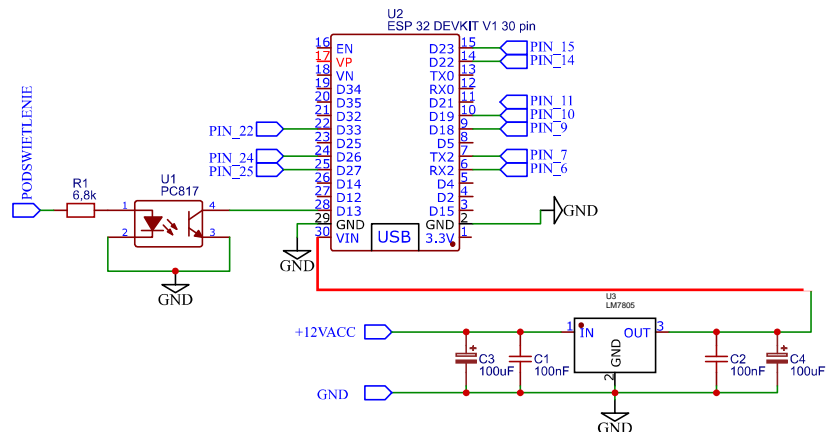 U2
ESP 32 DEVKIT V1 30 pin
16 EN D23 15 PIN_15
17 VP D22 14 PIN_14
18 VN TX0 13
19 D34 RX0 12
20 D35 D21 11 PIN_11
21 D32 D19 10 PIN_10
PIN_22 22 D33 D18 9 PIN_9
23 D25 D5 8
PIN_24 24 D26 TX2 7 PIN_7
PIN_25 25 D27 RX2 6 PIN_6
26 D14 D4 5
27 D12 D2 4
28 D13 D15 3
29 GND GND 2 GND
30 VIN USB 3.3V 1
GND
PODSWIETLENIE
R1
6,8k
U1
PC817
1 4
2 3
GND
U3
LM7805
+12VACC 1 IN OUT 3
GND
2
C3
100uF
C1
100nF
C2
100nF
C4
100uF
GND
GND